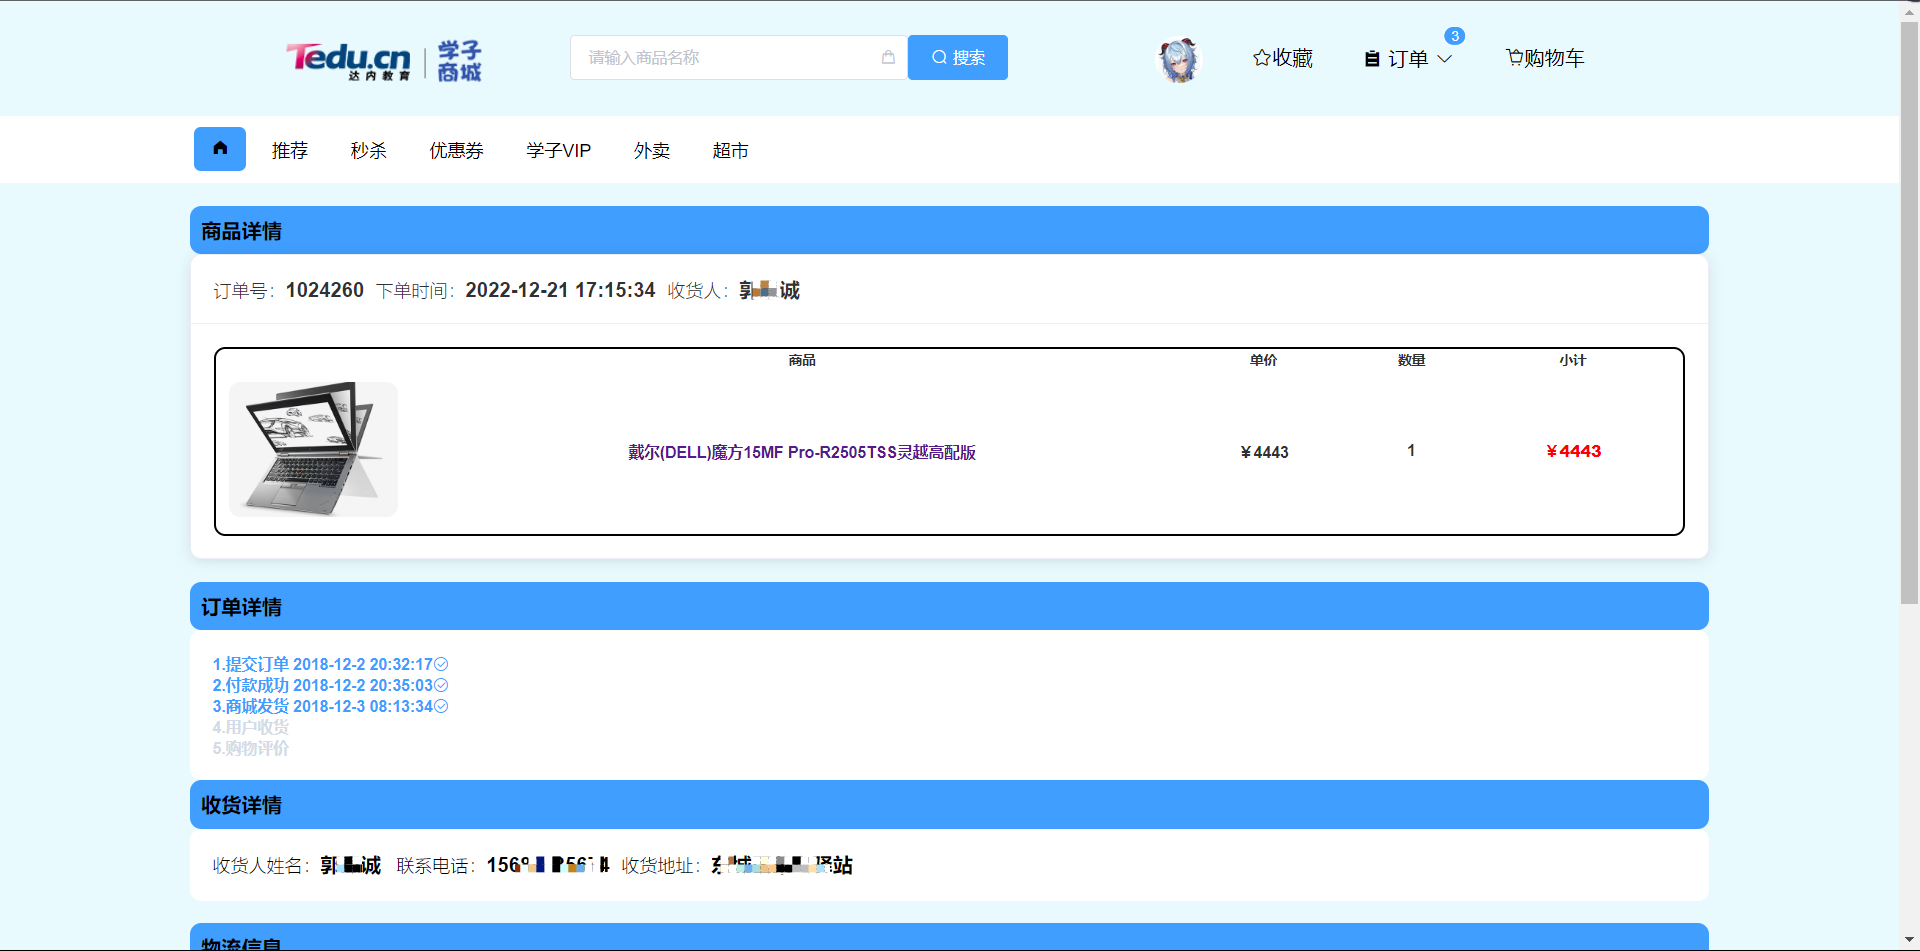 Tedu.cn 达内教育 学子商城
请输入商品名称 搜索 收藏 订单 3 购物车
推荐 秒杀 优惠券 学子VIP 外卖 超市
商品详情
订单号: 1024260 下单时间: 2022-12-21 17:15:34 收货人: 郭 诚
商品 单价 数量 小计
戴尔(DELL)魔方15MF Pro-R2505TSS灵越高配版 ¥4443 1 ¥4443
订单详情
1.提交订单 2018-12-2 20:32:17
2.付款成功 2018-12-2 20:35:03
3.商城发货 2018-12-3 08:13:34
4.用户收货
5.购物评价
收货详情
收货人姓名: 郭 诚 联系电话: 156 收货地址: 驿站
物流信息